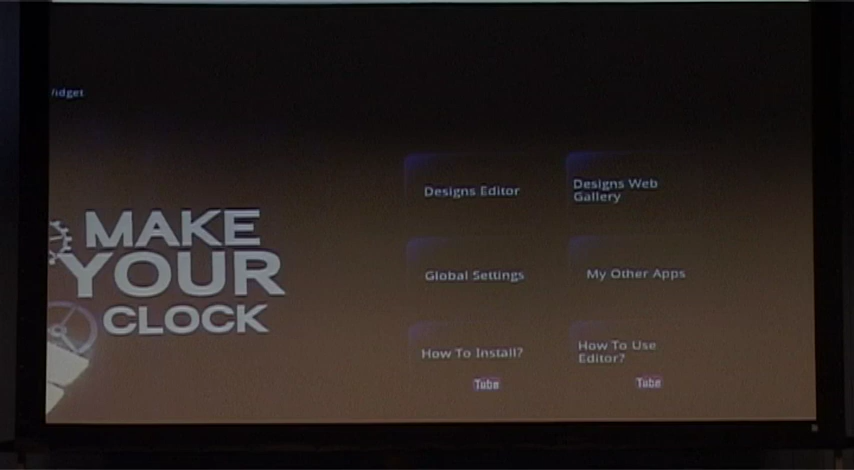 MAKE
YOUR
CLOCK
Designs Editor
Designs Web
Gallery
Global Settings
My Other Apps
How To Install?
How To Use
Editor?
Tube
Tube